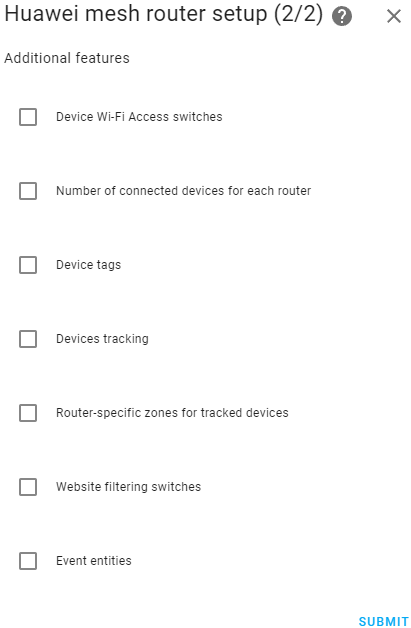 Huawei mesh router setup (2/2) ?
Additional features
Device Wi-Fi Access switches
Number of connected devices for each router
Device tags
Devices tracking
Router-specific zones for tracked devices
Website filtering switches
Event entities
SUBMIT